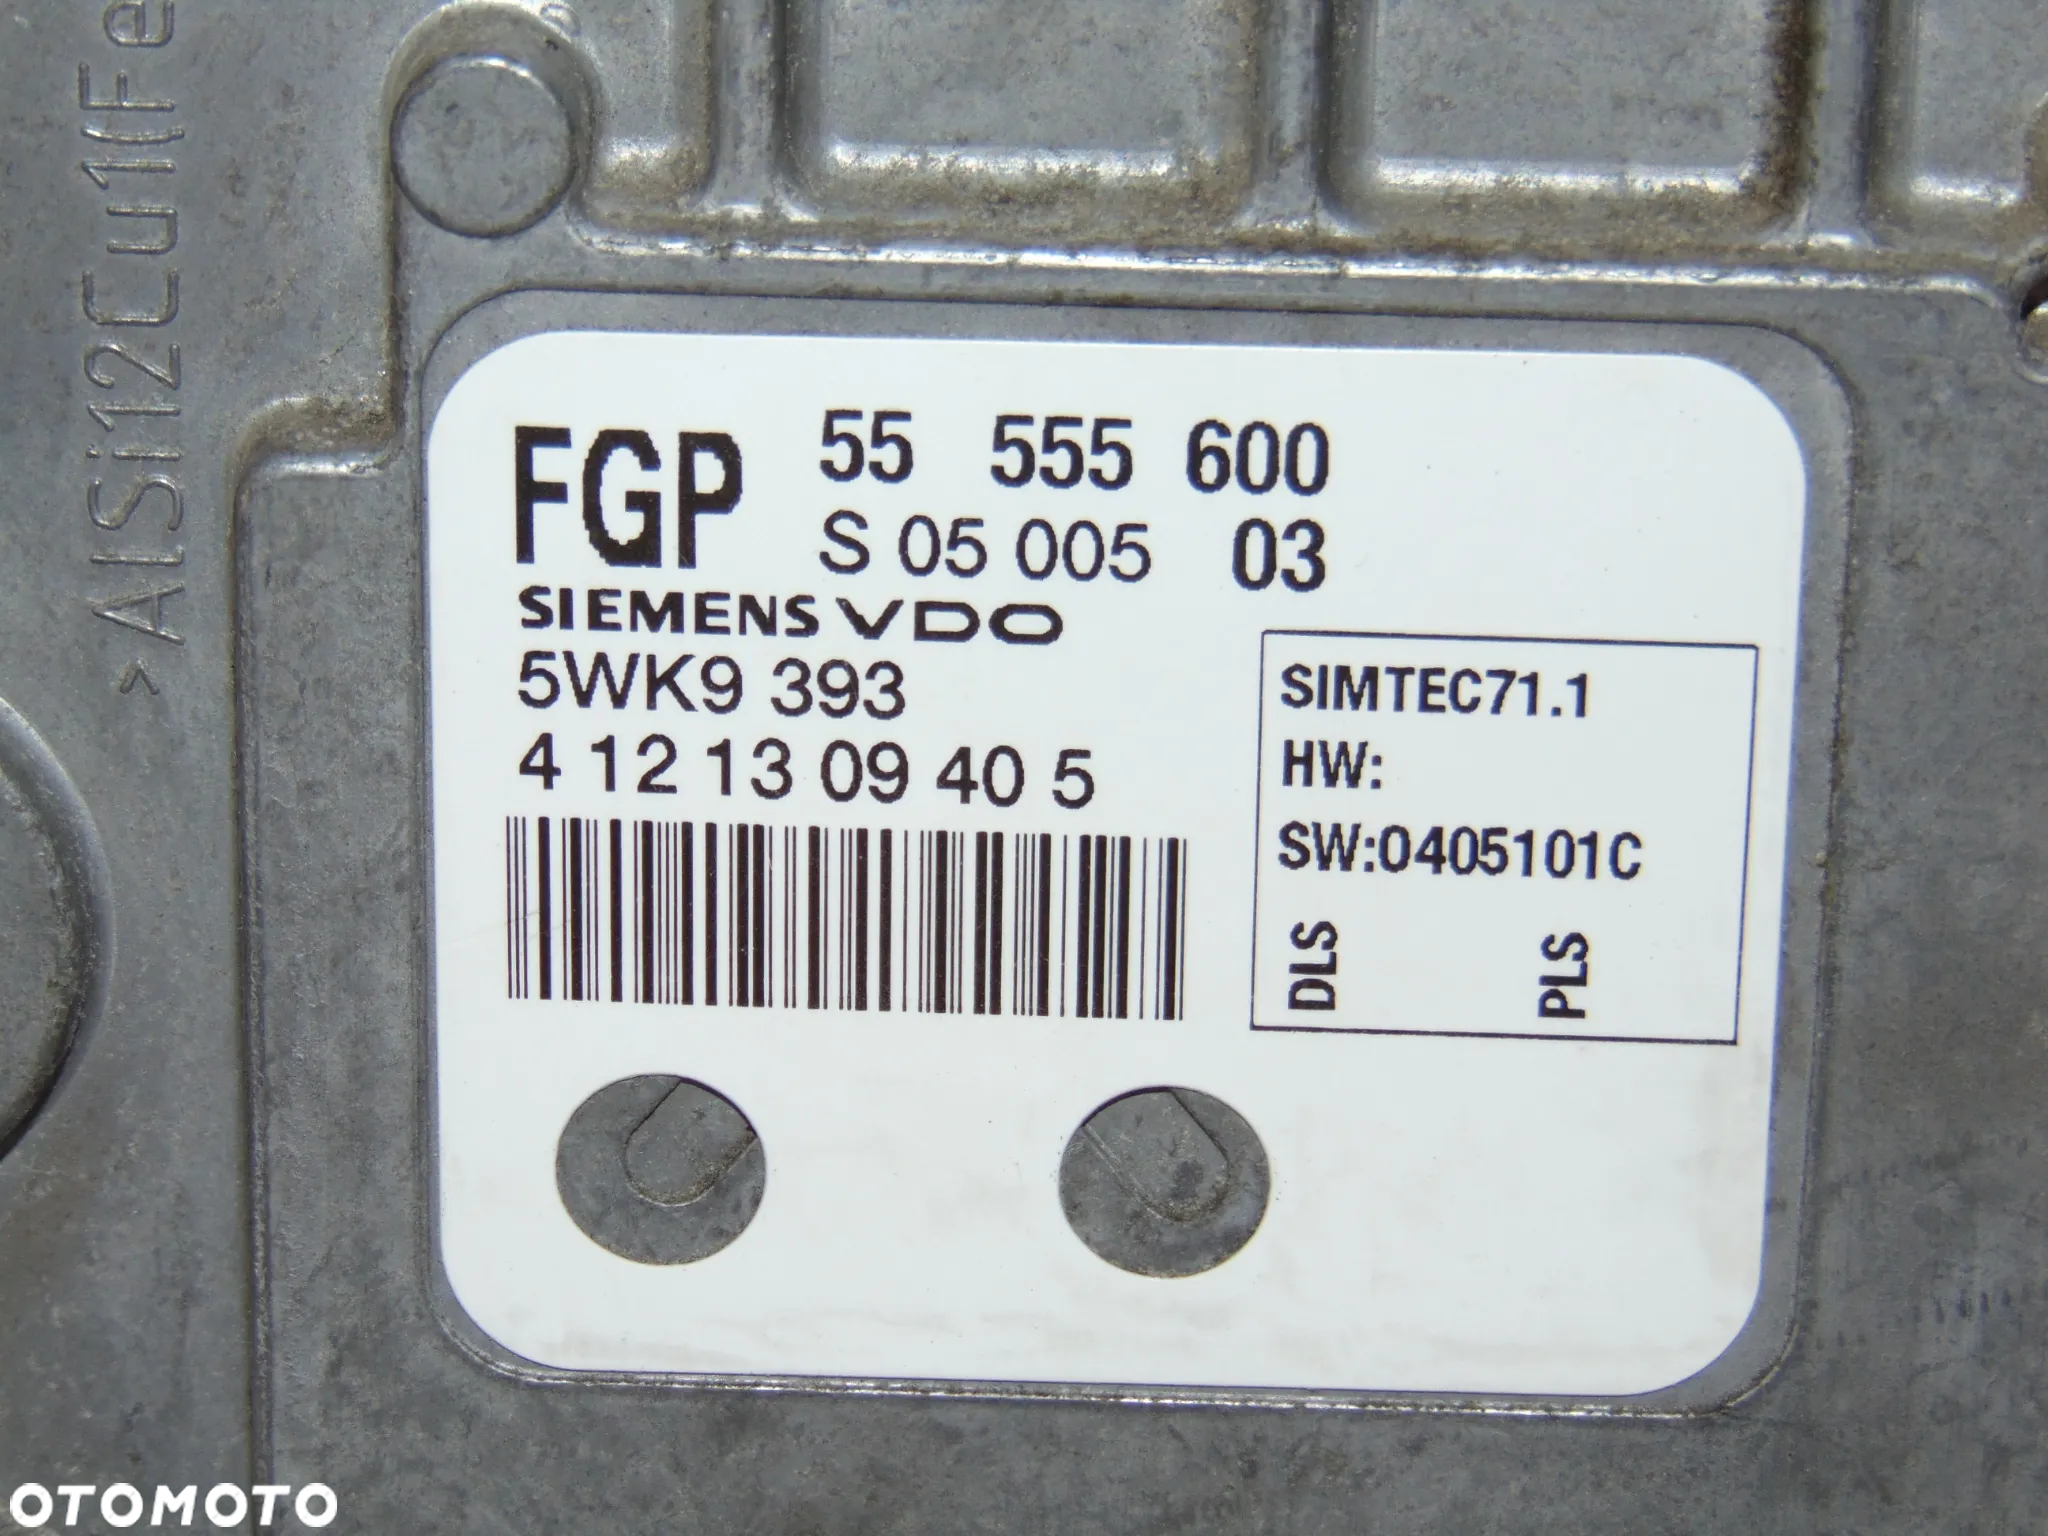 >AlSi12Cu1(Fe
FGP 55 555 600
S 05 005 03
SIEMENS VDO
5WK9 393
4 12 13 09 40 5
SIMTEC71.1
HW:
SW:0405101C
DLS PLS
OTOMOTO